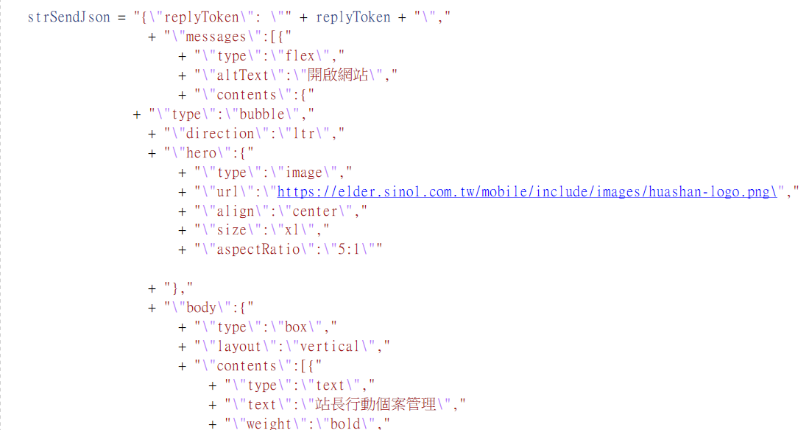 strSendJson = "{\"replyToken\": \"" + replyToken + "\","
+ "\"messages\":[{"
+ "\"type\":\"flex\","
+ "\"altText\":\"開啟網站\","
+ "\"contents\":{"
+ "\"type\":\"bubble\","
+ "\"direction\":\"ltr\","
+ "\"hero\":{"
+ "\"type\":\"image\","
+ "\"url\":\"https://elder.sinol.com.tw/mobile/include/images/huashan-logo.png\","
+ "\"align\":\"center\","
+ "\"size\":\"xl\","
+ "\"aspectRatio\":\"5:1\""
+ "},"
+ "\"body\":{"
+ "\"type\":\"box\","
+ "\"layout\":\"vertical\","
+ "\"contents\":[{"
+ "\"type\":\"text\","
+ "\"text\":\"站長行動個案管理\","
+ "\"weight\":\"bold\","